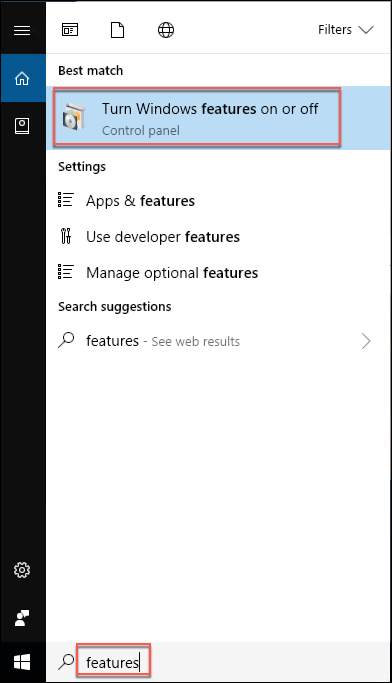 Filters
Best match
Turn Windows features on or off
Control panel
Settings
Apps & features
Use developer features
Manage optional features
Search suggestions
features - See web results
features